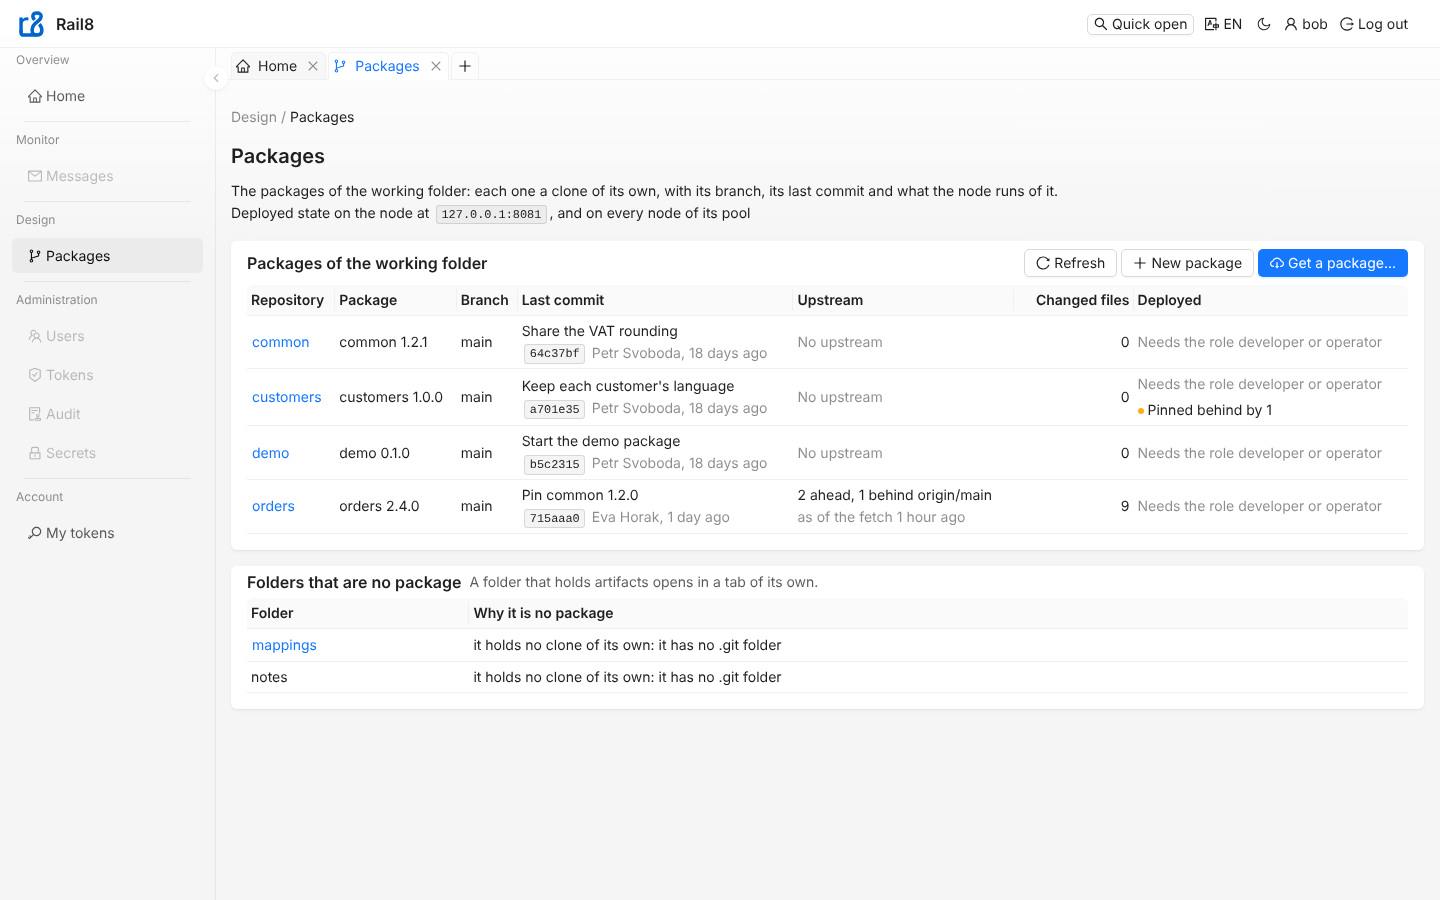 Rail8
Quick open
EN
bob
Log out
Overview
Home
Monitor
Messages
Design
Packages
Administration
Users
Tokens
Audit
Secrets
Account
My tokens
Home
Packages
Design / Packages
Packages
The packages of the working folder: each one a clone of its own, with its branch, its last commit and what the node runs of it.
Deployed state on the node at 127.0.0.1:8081, and on every node of its pool
Packages of the working folder
Refresh
New package
Get a package...
Repository Package Branch Last commit Upstream Changed files Deployed
common common 1.2.1 main Share the VAT rounding No upstream 0 Needs the role developer or operator
64c37bf Petr Svoboda, 18 days ago
customers customers 1.0.0 main Keep each customer's language No upstream 0 Needs the role developer or operator
a701e35 Petr Svoboda, 18 days ago Pinned behind by 1
demo demo 0.1.0 main Start the demo package No upstream 0 Needs the role developer or operator
b5c2315 Petr Svoboda, 18 days ago
orders orders 2.4.0 main Pin common 1.2.0 2 ahead, 1 behind origin/main 9 Needs the role developer or operator
715aaa0 Eva Horak, 1 day ago as of the fetch 1 hour ago
Folders that are no package A folder that holds artifacts opens in a tab of its own.
Folder Why it is no package
mappings it holds no clone of its own: it has no .git folder
notes it holds no clone of its own: it has no .git folder